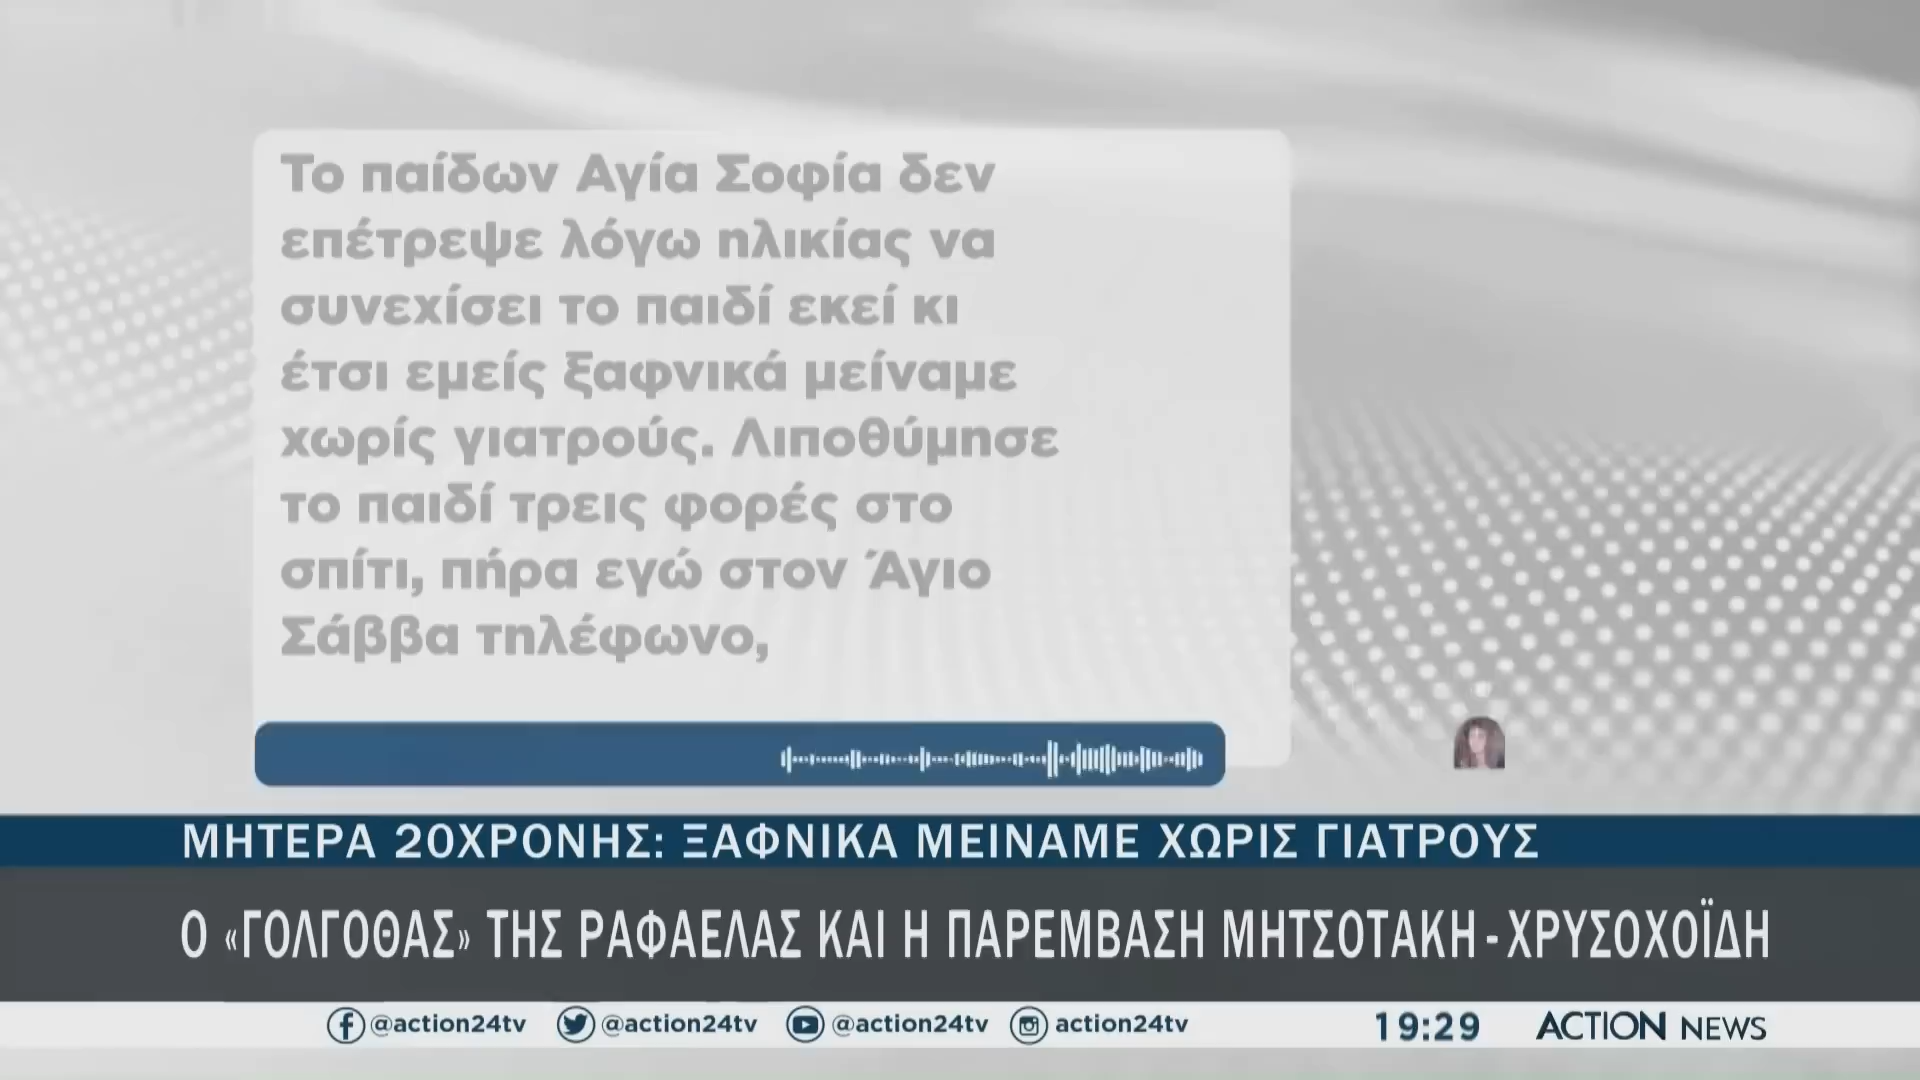 Το παίδων Αγία Σοφία δεν
επέτρεψε λόγω ηλικίας να
συνεχίσει το παιδί εκεί κι
έτσι εμείς ξαφνικά μείναμε
χωρίς γιατρούς. Λιποθύμησε
το παιδί τρεις φορές στο
σπίτι, πήρα εγώ στον Άγιο
Σάββα τηλέφωνο,
ΜΗΤΕΡΑ 20ΧΡΟΝΗΣ: ΞΑΦΝΙΚΑ ΜΕΙΝΑΜΕ ΧΩΡΙΣ ΓΙΑΤΡΟΥΣ
Ο «ΓΟΛΓΟΘΑΣ» ΤΗΣ ΡΑΦΑΕΛΑΣ ΚΑΙ Η ΠΑΡΕΜΒΑΣΗ ΜΗΤΣΟΤΑΚΗ-ΧΡΥΣΟΧΟΪΔΗ
@action24tv @action24tv @action24tv action24tv 19:29 ACTION NEWS